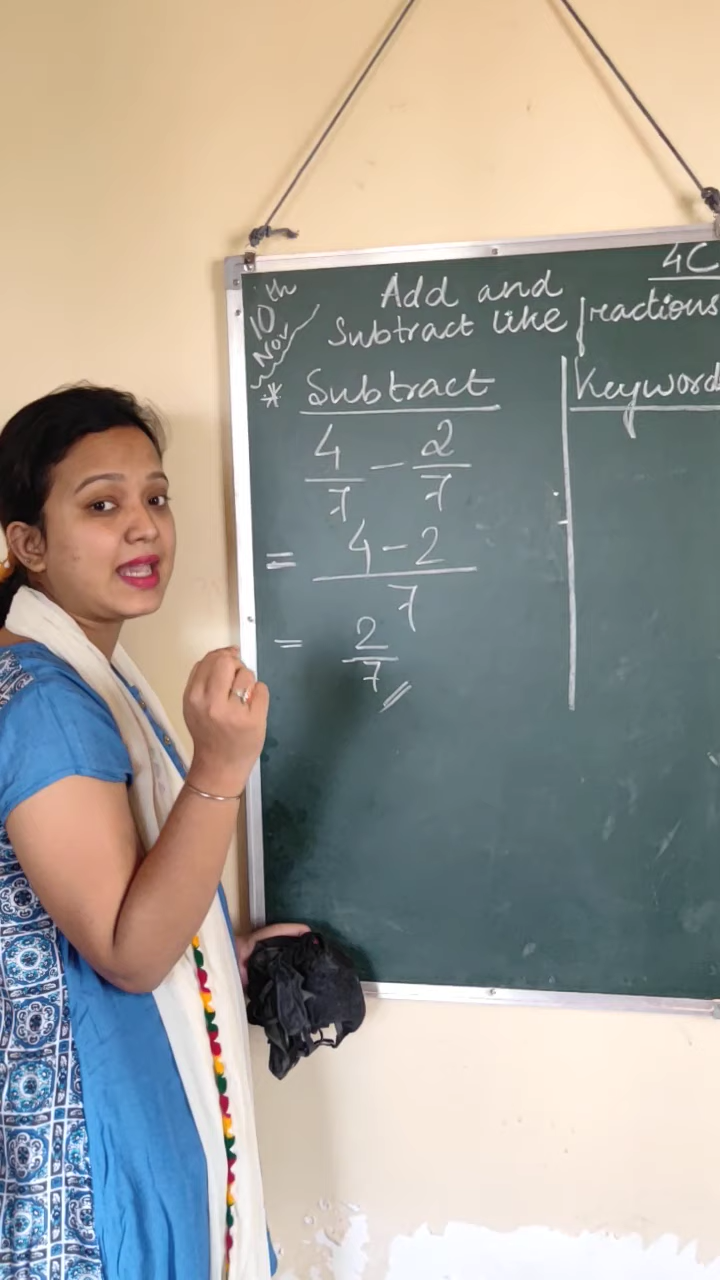 4C
10th Nov
Add and
Subtract like fractions
* Subtract
Keyword
4/7 - 2/7
= 4-2/7
= 2/7